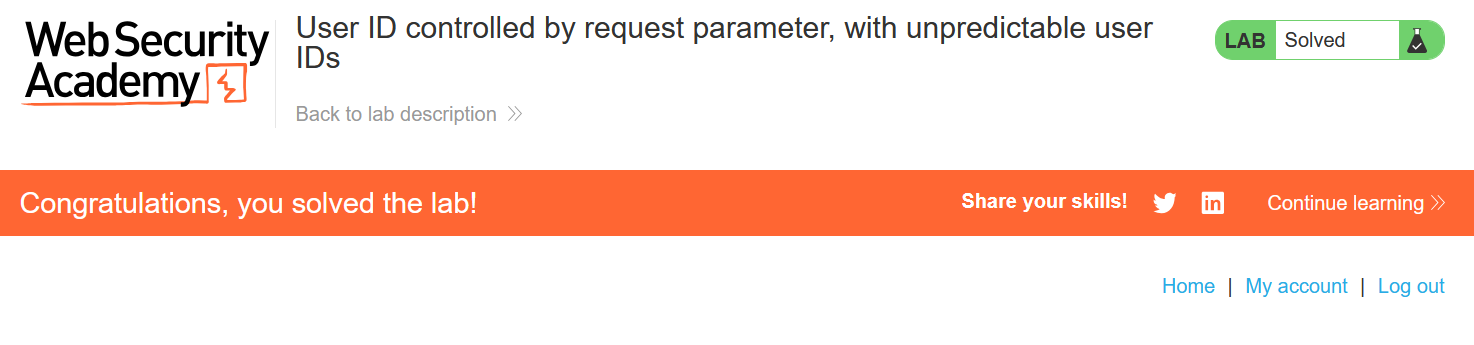 Web Security
Academy
User ID controlled by request parameter, with unpredictable user
IDs
Back to lab description
LAB Solved
Congratulations, you solved the lab!
Share your skills!
Continue learning
Home | My account | Log out